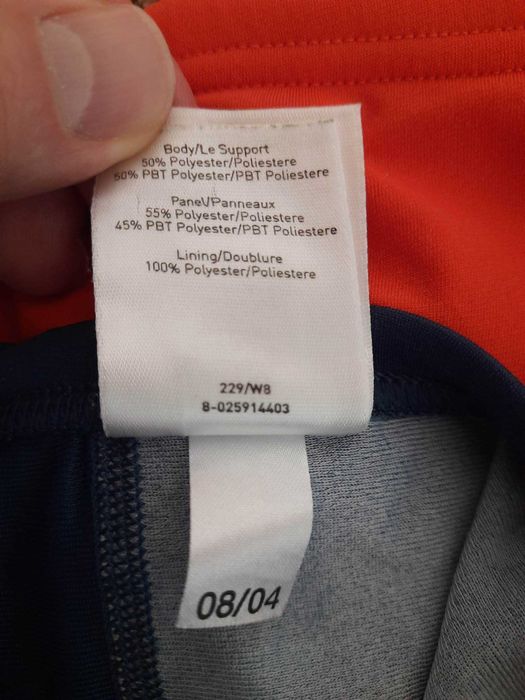 Body/Le Support
50% Polyester/Poliestere
50% PBT Polyester/PBT Poliestere
Panel/Panneaux
55% Polyester/Poliestere
45% PBT Polyester/PBT Poliestere
Lining/Doublure
100% Polyester/Poliestere
229/W8
8-025914403
08/04